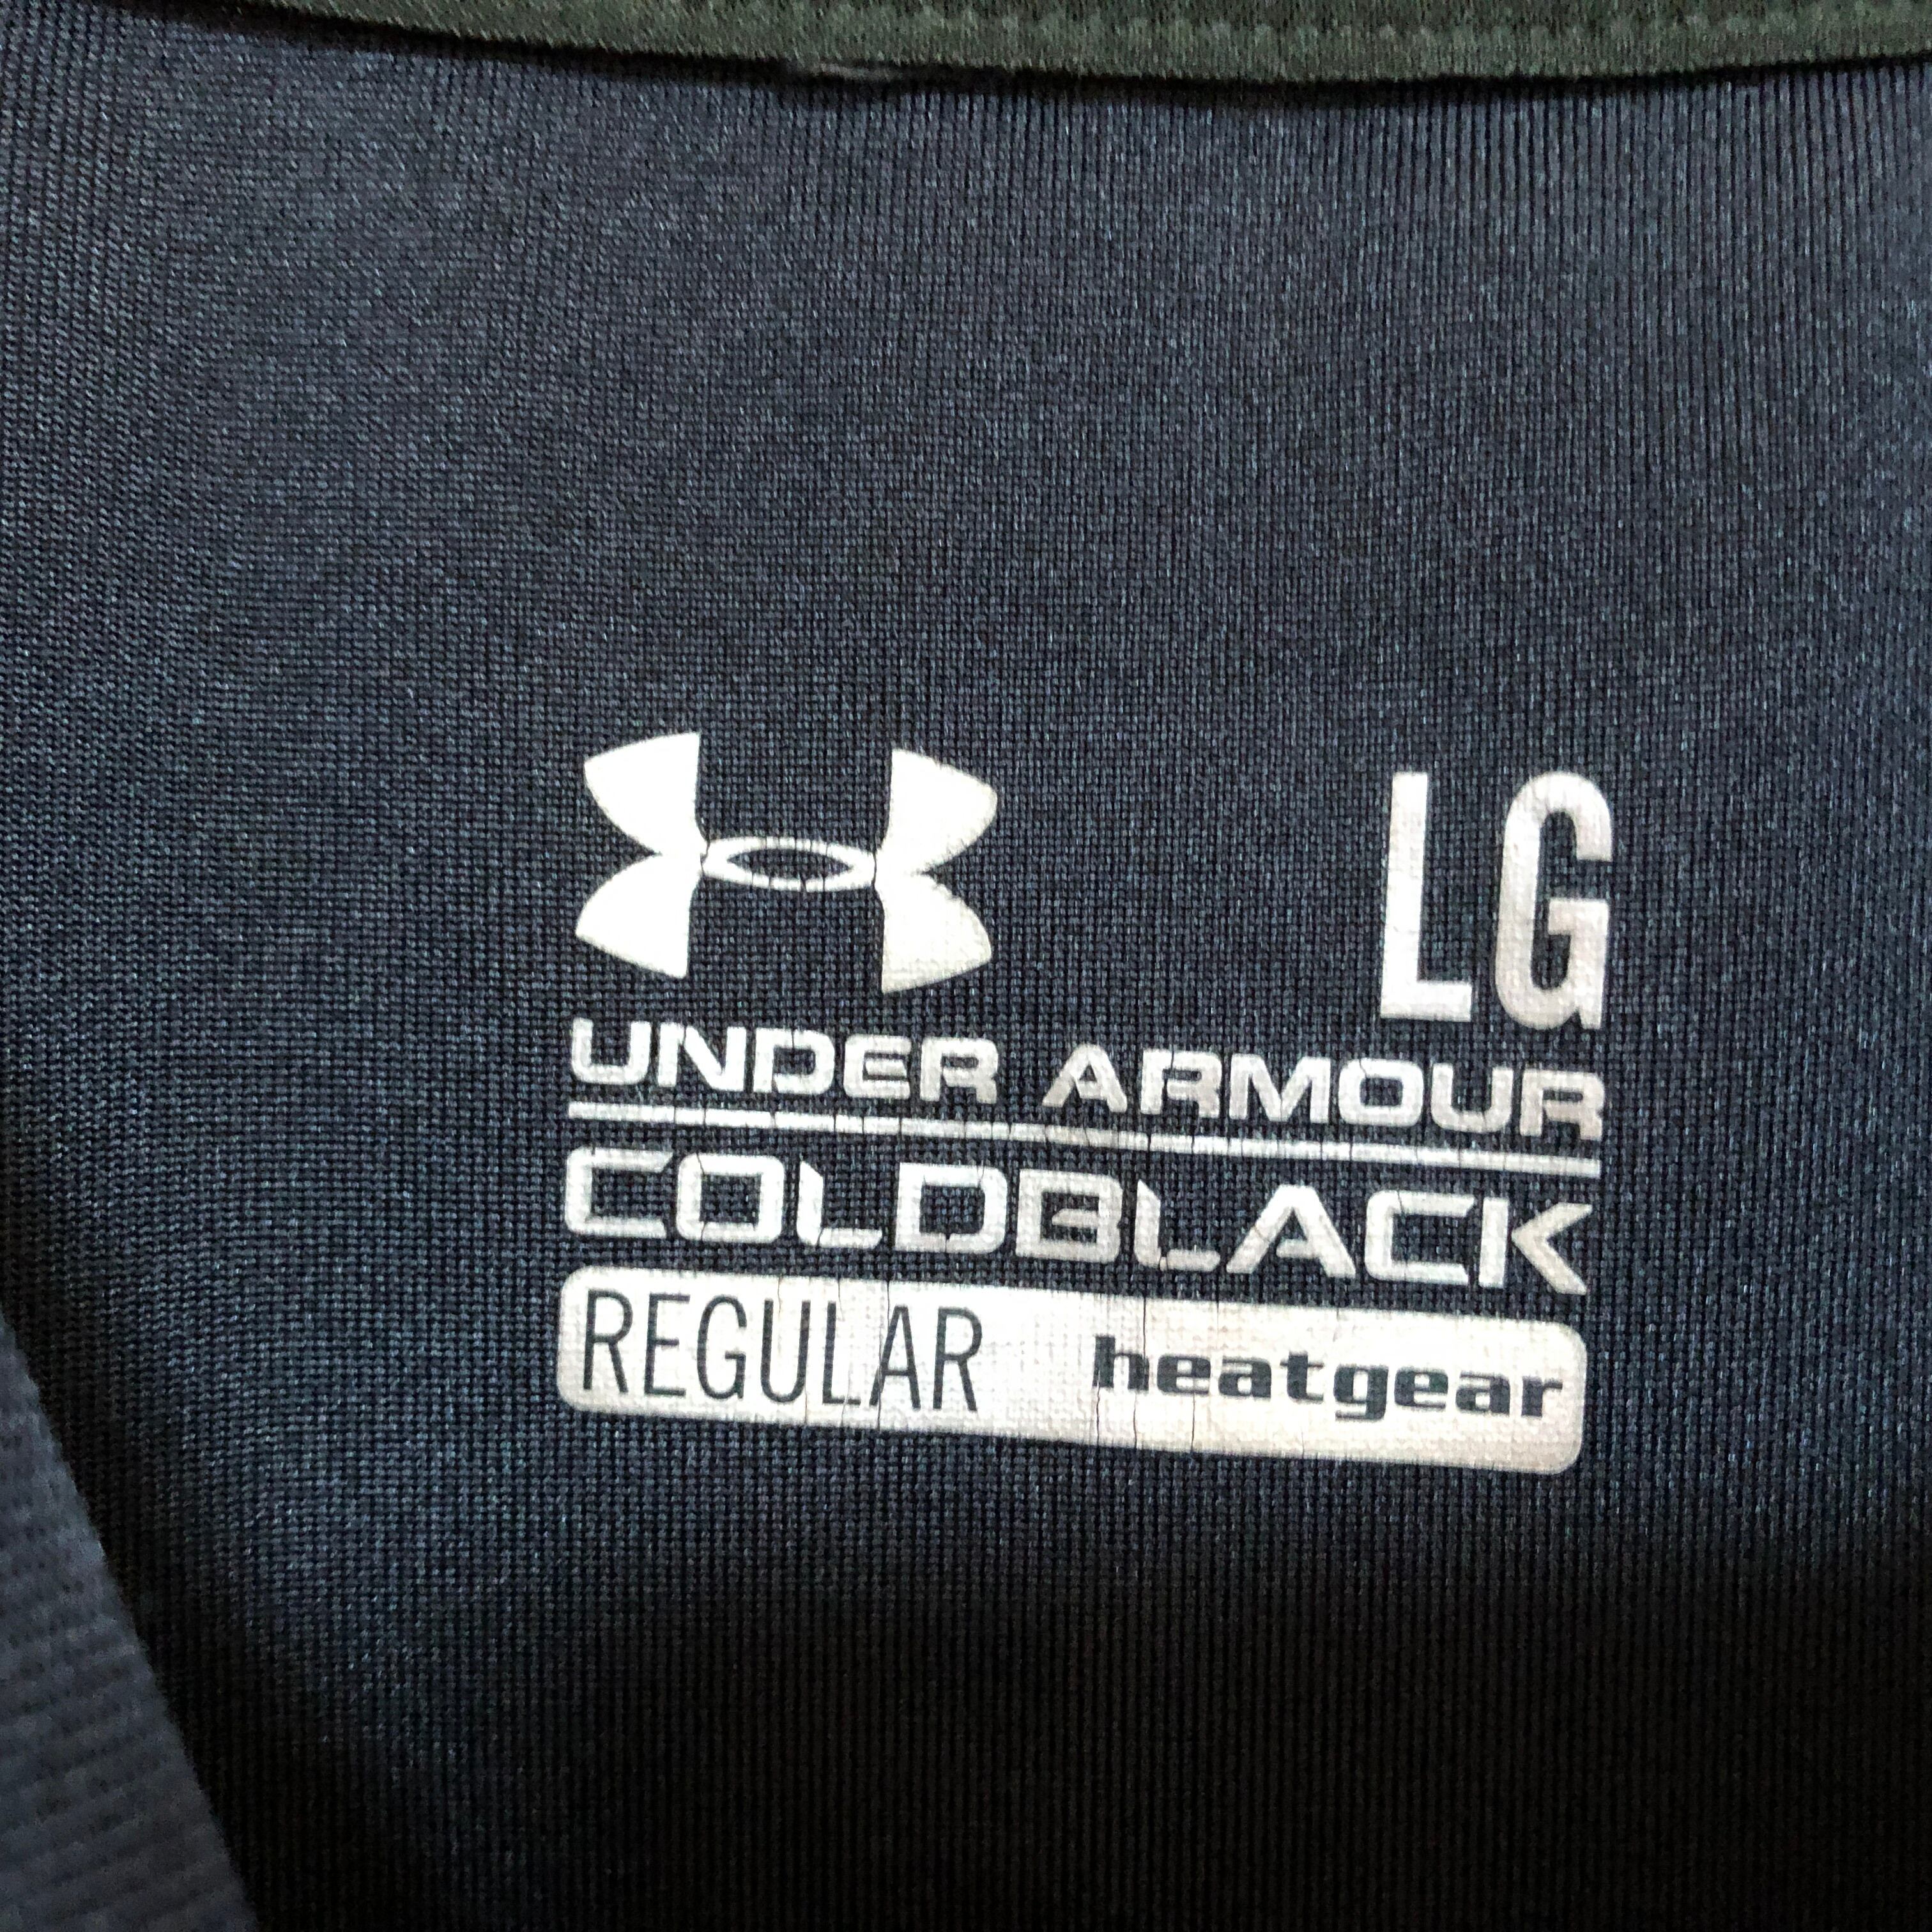 LG
UNDER ARMOUR
COLDBLACK
REGULAR heatgear